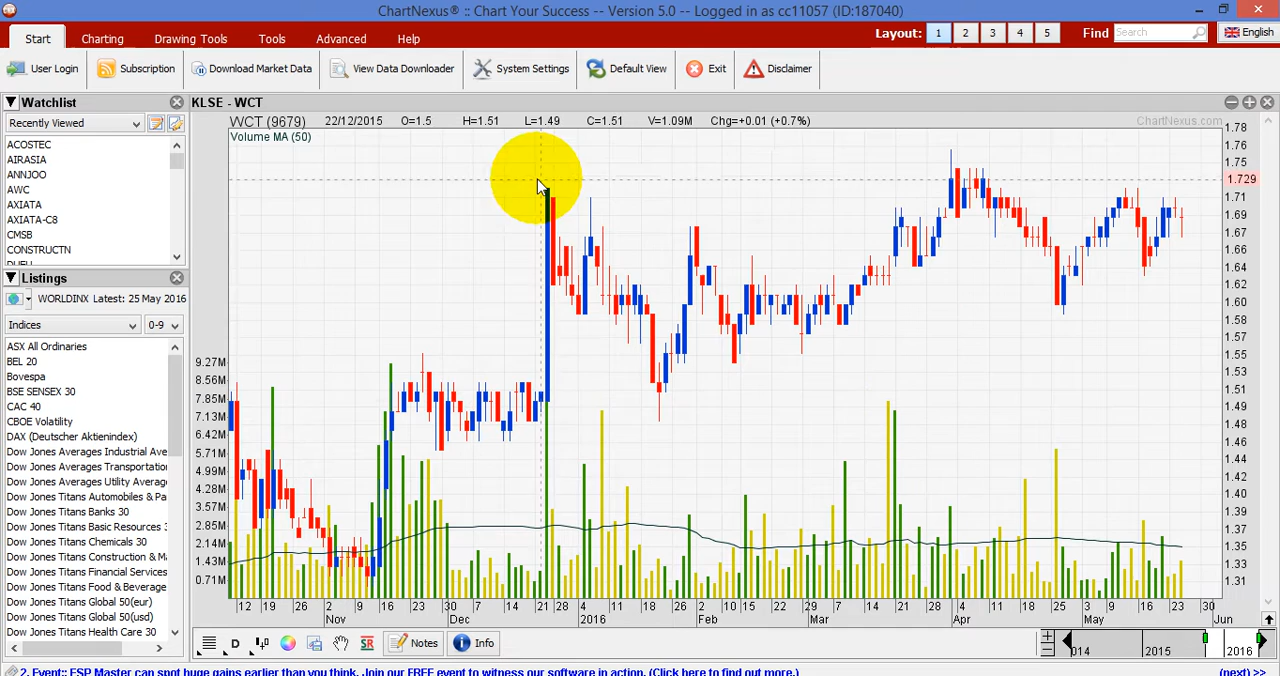 ChartNexus® :: Chart Your Success -- Version 5.0 -- Logged in as cc11057 (ID:187040)
Start Charting Drawing Tools Tools Advanced Help Layout: 1 2 3 4 5 Find Search English
User Login Subscription Download Market Data View Data Downloader System Settings Default View Exit Disclaimer
Watchlist
Recently Viewed
ACOSTEC
AIRASIA
ANNJOO
AWC
AXIATA
AXIATA-C8
CMSB
CONSTRUCTN
Listings
WORLDINX Latest: 25 May 2016
Indices 0-9
ASX All Ordinaries
BEL 20
Bovespa
BSE SENSEX 30
CAC 40
CBOE Volatility
DAX (Deutscher Aktienindex)
Dow Jones Averages Industrial Ave
Dow Jones Averages Transportation
Dow Jones Averages Utility Average
Dow Jones Titans Automobiles & Pa
Dow Jones Titans Banks 30
Dow Jones Titans Basic Resources
Dow Jones Titans Chemicals 30
Dow Jones Titans Construction & M
Dow Jones Titans Financial Services
Dow Jones Titans Food & Beverage
Dow Jones Titans Global 50(eur)
Dow Jones Titans Global 50(usd)
Dow Jones Titans Health Care 30
KLSE - WCT
WCT (9679) 22/12/2015 O=1.5 H=1.51 L=1.49 C=1.51 V=1.09M Chg=+0.01 (+0.7%)
ChartNexus.com
Volume MA (50)
9.27M
8.56M
7.85M
7.13M
6.42M
5.71M
4.99M
4.28M
3.57M
2.85M
2.14M
1.43M
0.71M
1.78
1.76
1.75
1.729
1.71
1.69
1.67
1.66
1.64
1.62
1.60
1.58
1.57
1.55
1.53
1.51
1.49
1.48
1.46
1.44
1.42
1.40
1.39
1.37
1.35
1.33
1.31
12 19 26 2 9 16 23 30 7 14 21 28 4 11 18 26 2 10 15 23 2 7 14 21 28 4 11 18 25 3 9 16 23 30
Nov Dec 2016 Feb Mar Apr May Jun
D SR Notes Info 014 2015 2016
2. Event:: ESP Master can spot huge gains earlier than you think. Join our FREE event to witness our software in action. (Click here to find out more.) (next) >>